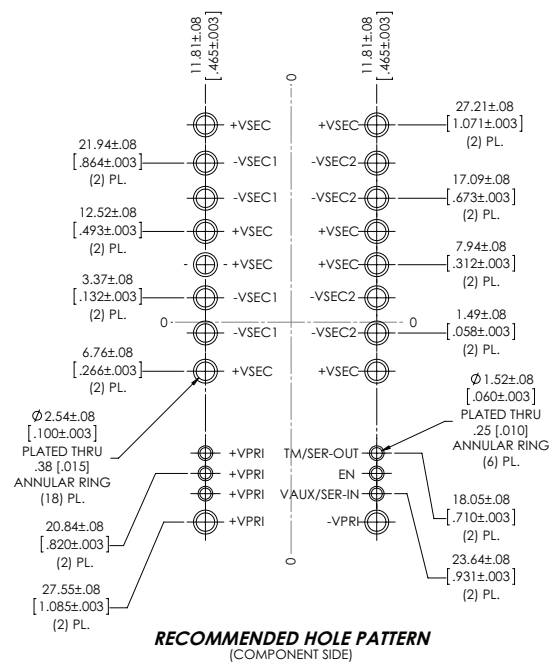 11.81±.08
[.465±.003]
11.81±.08
[.465±.003]
0
27.21±.08
[1.071±.003]
(2) PL.
+VSEC
+VSEC
21.94±.08
[.864±.003]
(2) PL.
-VSEC1
-VSEC2
17.09±.08
[.673±.003]
(2) PL.
-VSEC1
-VSEC2
12.52±.08
[.493±.003]
(2) PL.
+VSEC
+VSEC
7.94±.08
[.312±.003]
(2) PL.
+VSEC
+VSEC
3.37±.08
[.132±.003]
(2) PL.
-VSEC1
-VSEC2
1.49±.08
[.058±.003]
(2) PL.
0
0
-VSEC1
-VSEC2
6.76±.08
[.266±.003]
(2) PL.
+VSEC
+VSEC
Ø 2.54±.08
[.100±.003]
PLATED THRU
.38 [.015]
ANNULAR RING
(18) PL.
Ø 1.52±.08
[.060±.003]
PLATED THRU
.25 [.010]
ANNULAR RING
(6) PL.
+VPRI
TM/SER-OUT
+VPRI
EN
+VPRI
VAUX/SER-IN
18.05±.08
[.710±.003]
(2) PL.
20.84±.08
[.820±.003]
(2) PL.
+VPRI
-VPRI
23.64±.08
[.931±.003]
(2) PL.
27.55±.08
[1.085±.003]
(2) PL.
0
RECOMMENDED HOLE PATTERN
(COMPONENT SIDE)